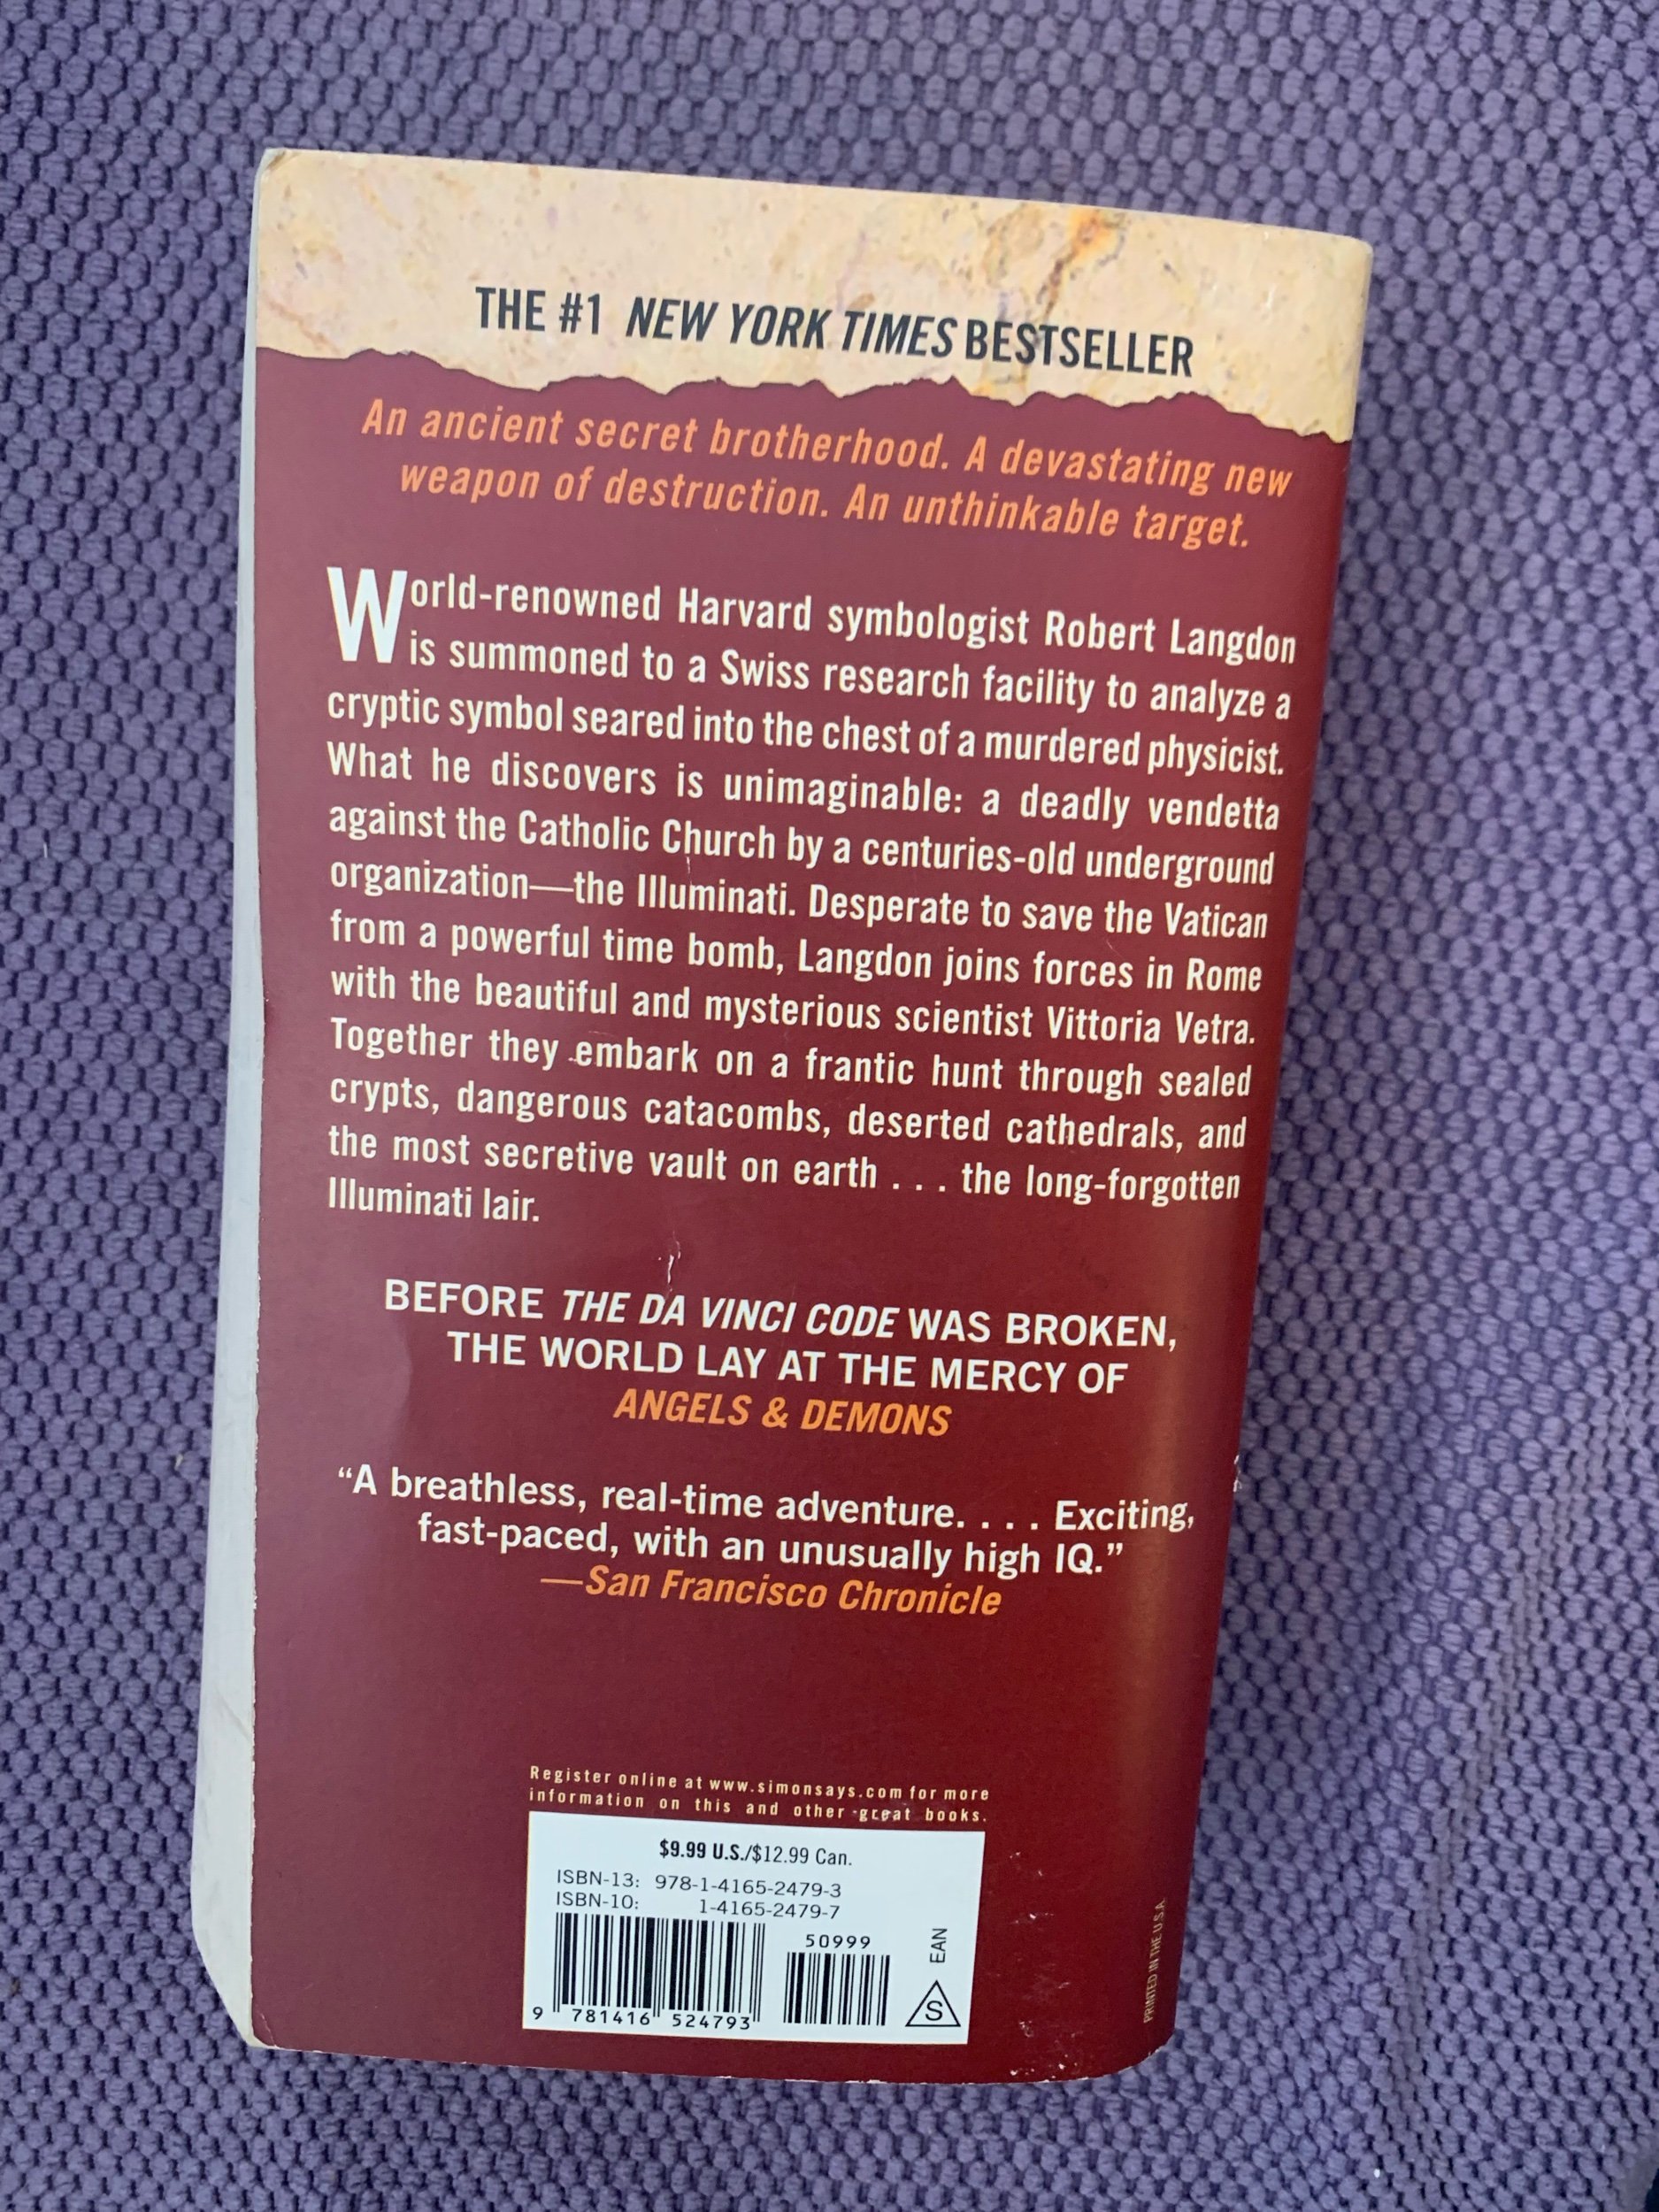 THE #1 NEW YORK TIMES BESTSELLER
An ancient secret brotherhood. A devastating new
weapon of destruction. An unthinkable target.
World-renowned Harvard symbologist Robert Langdon
is summoned to a Swiss research facility to analyze a
cryptic symbol seared into the chest of a murdered physicist.
What he discovers is unimaginable: a deadly vendetta
against the Catholic Church by a centuries-old underground
organization—the Illuminati. Desperate to save the Vatican
from a powerful time bomb, Langdon joins forces in Rome
with the beautiful and mysterious scientist Vittoria Vetra.
Together they embark on a frantic hunt through sealed
crypts, dangerous catacombs, deserted cathedrals, and
the most secretive vault on earth . . . the long-forgotten
Illuminati lair.
BEFORE THE DA VINCI CODE WAS BROKEN,
THE WORLD LAY AT THE MERCY OF
ANGELS & DEMONS
“A breathless, real-time adventure. . . . Exciting,
fast-paced, with an unusually high IQ.”
—San Francisco Chronicle
Register online at www.simonsays.com for more
information on this and other great books.
$9.99 U.S./$12.99 Can.
ISBN-13: 978-1-4165-2479-3
ISBN-10: 1-4165-2479-7
50999
EAN
S
9 781416 524793
PRINTED IN THE U.S.A.